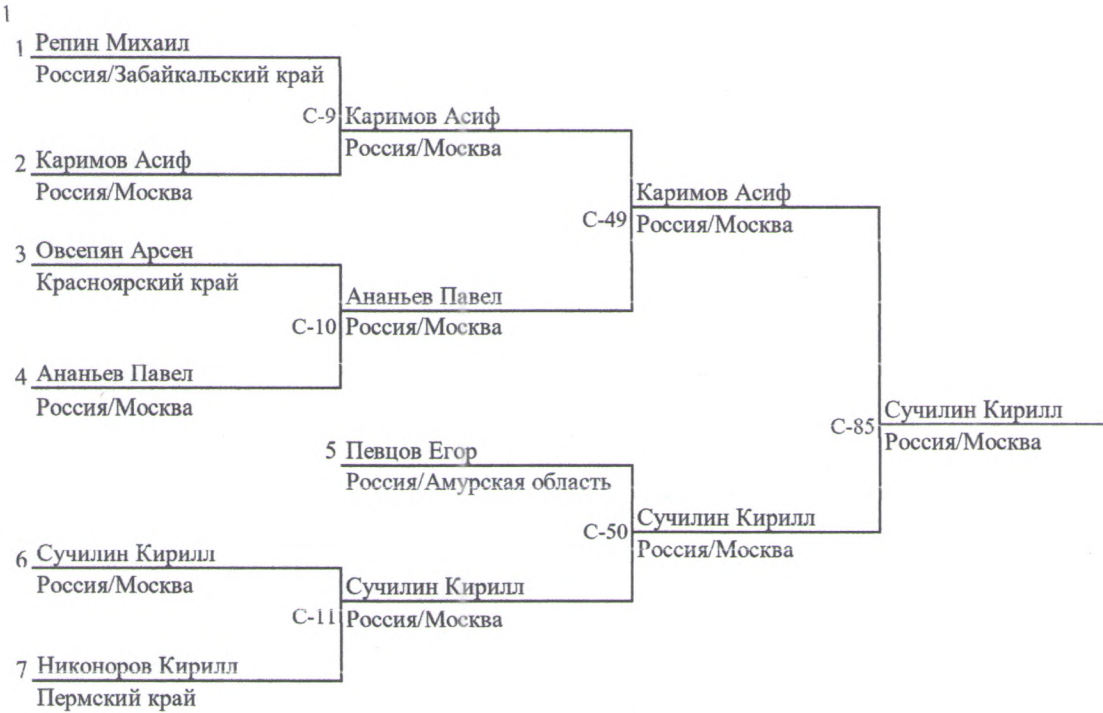 1
1 Репин Михаил
Россия/Забайкальский край
С-9 Каримов Асиф
Россия/Москва
2 Каримов Асиф
Россия/Москва
Каримов Асиф
С-49 Россия/Москва
3 Овсепян Арсен
Красноярский край
Ананьев Павел
С-10 Россия/Москва
4 Ананьев Павел
Россия/Москва
Сучилин Кирилл
С-85 Россия/Москва
5 Певцов Егор
Россия/Амурская область
Сучилин Кирилл
С-50 Россия/Москва
6 Сучилин Кирилл
Россия/Москва
Сучилин Кирилл
С-11 Россия/Москва
7 Никоноров Кирилл
Пермский край